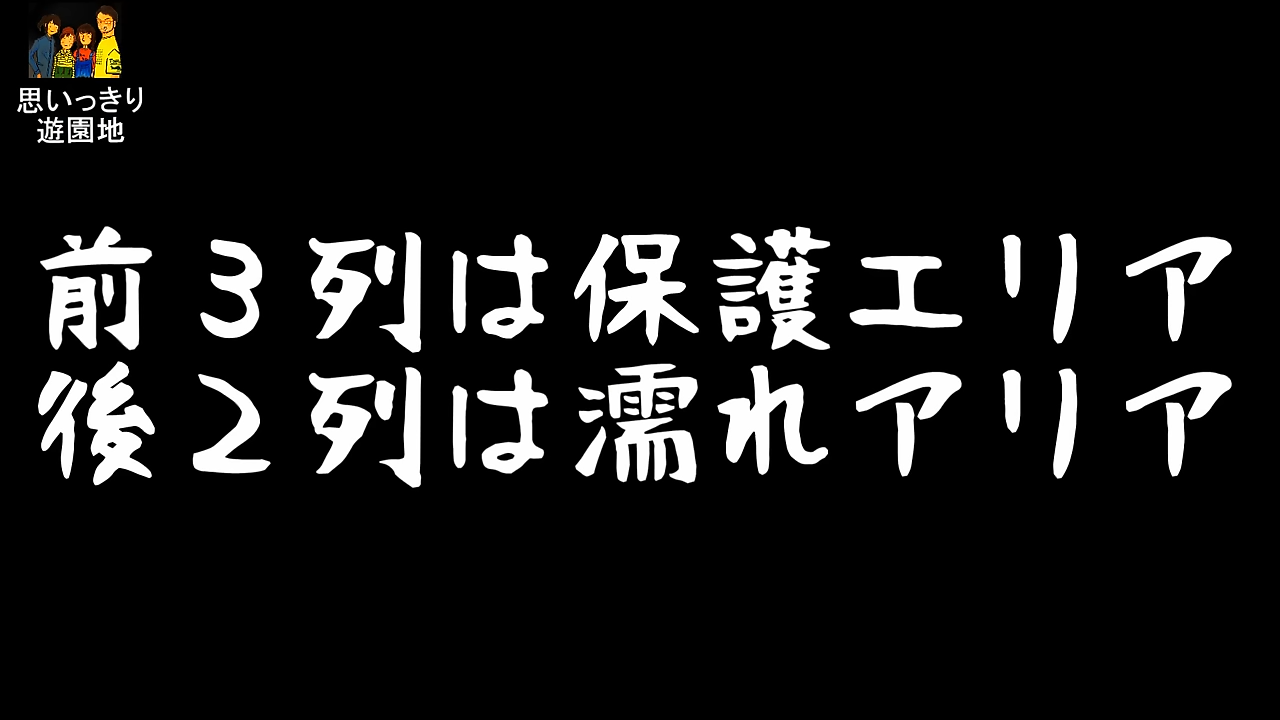 思いっきり
遊園地
前３列は保護エリア
後２列は濡れアリア